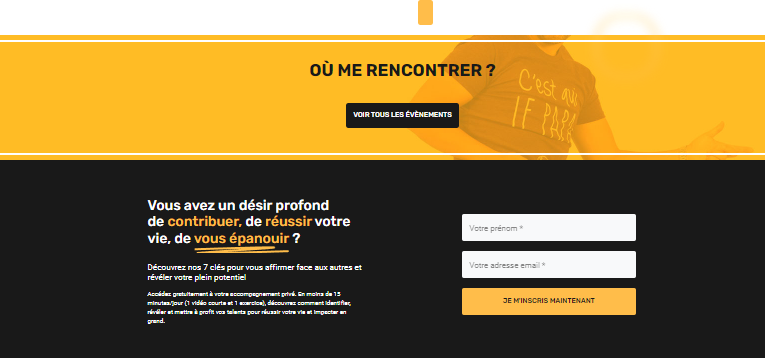 OÙ ME RENCONTRER ?
C'est qui
VOIR TOUS LES ÉVÈNEMENTS
Vous avez un désir profond
de contribuer, de réussir votre
vie, de vous épanouir ?
Votre prénom *
Votre adresse email *
Découvrez nos 7 clés pour vous affirmer face aux autres et
révéler votre plein potentiel
JE M'INSCRIS MAINTENANT
Accédez gratuitement à votre accompagnement privé. En moins de 15
minutes/jour (1 vidéo courte et 1 exercice), découvrez comment identifier,
révéler et mettre à profit vos talents pour réussir votre vie et impacter en
grand.